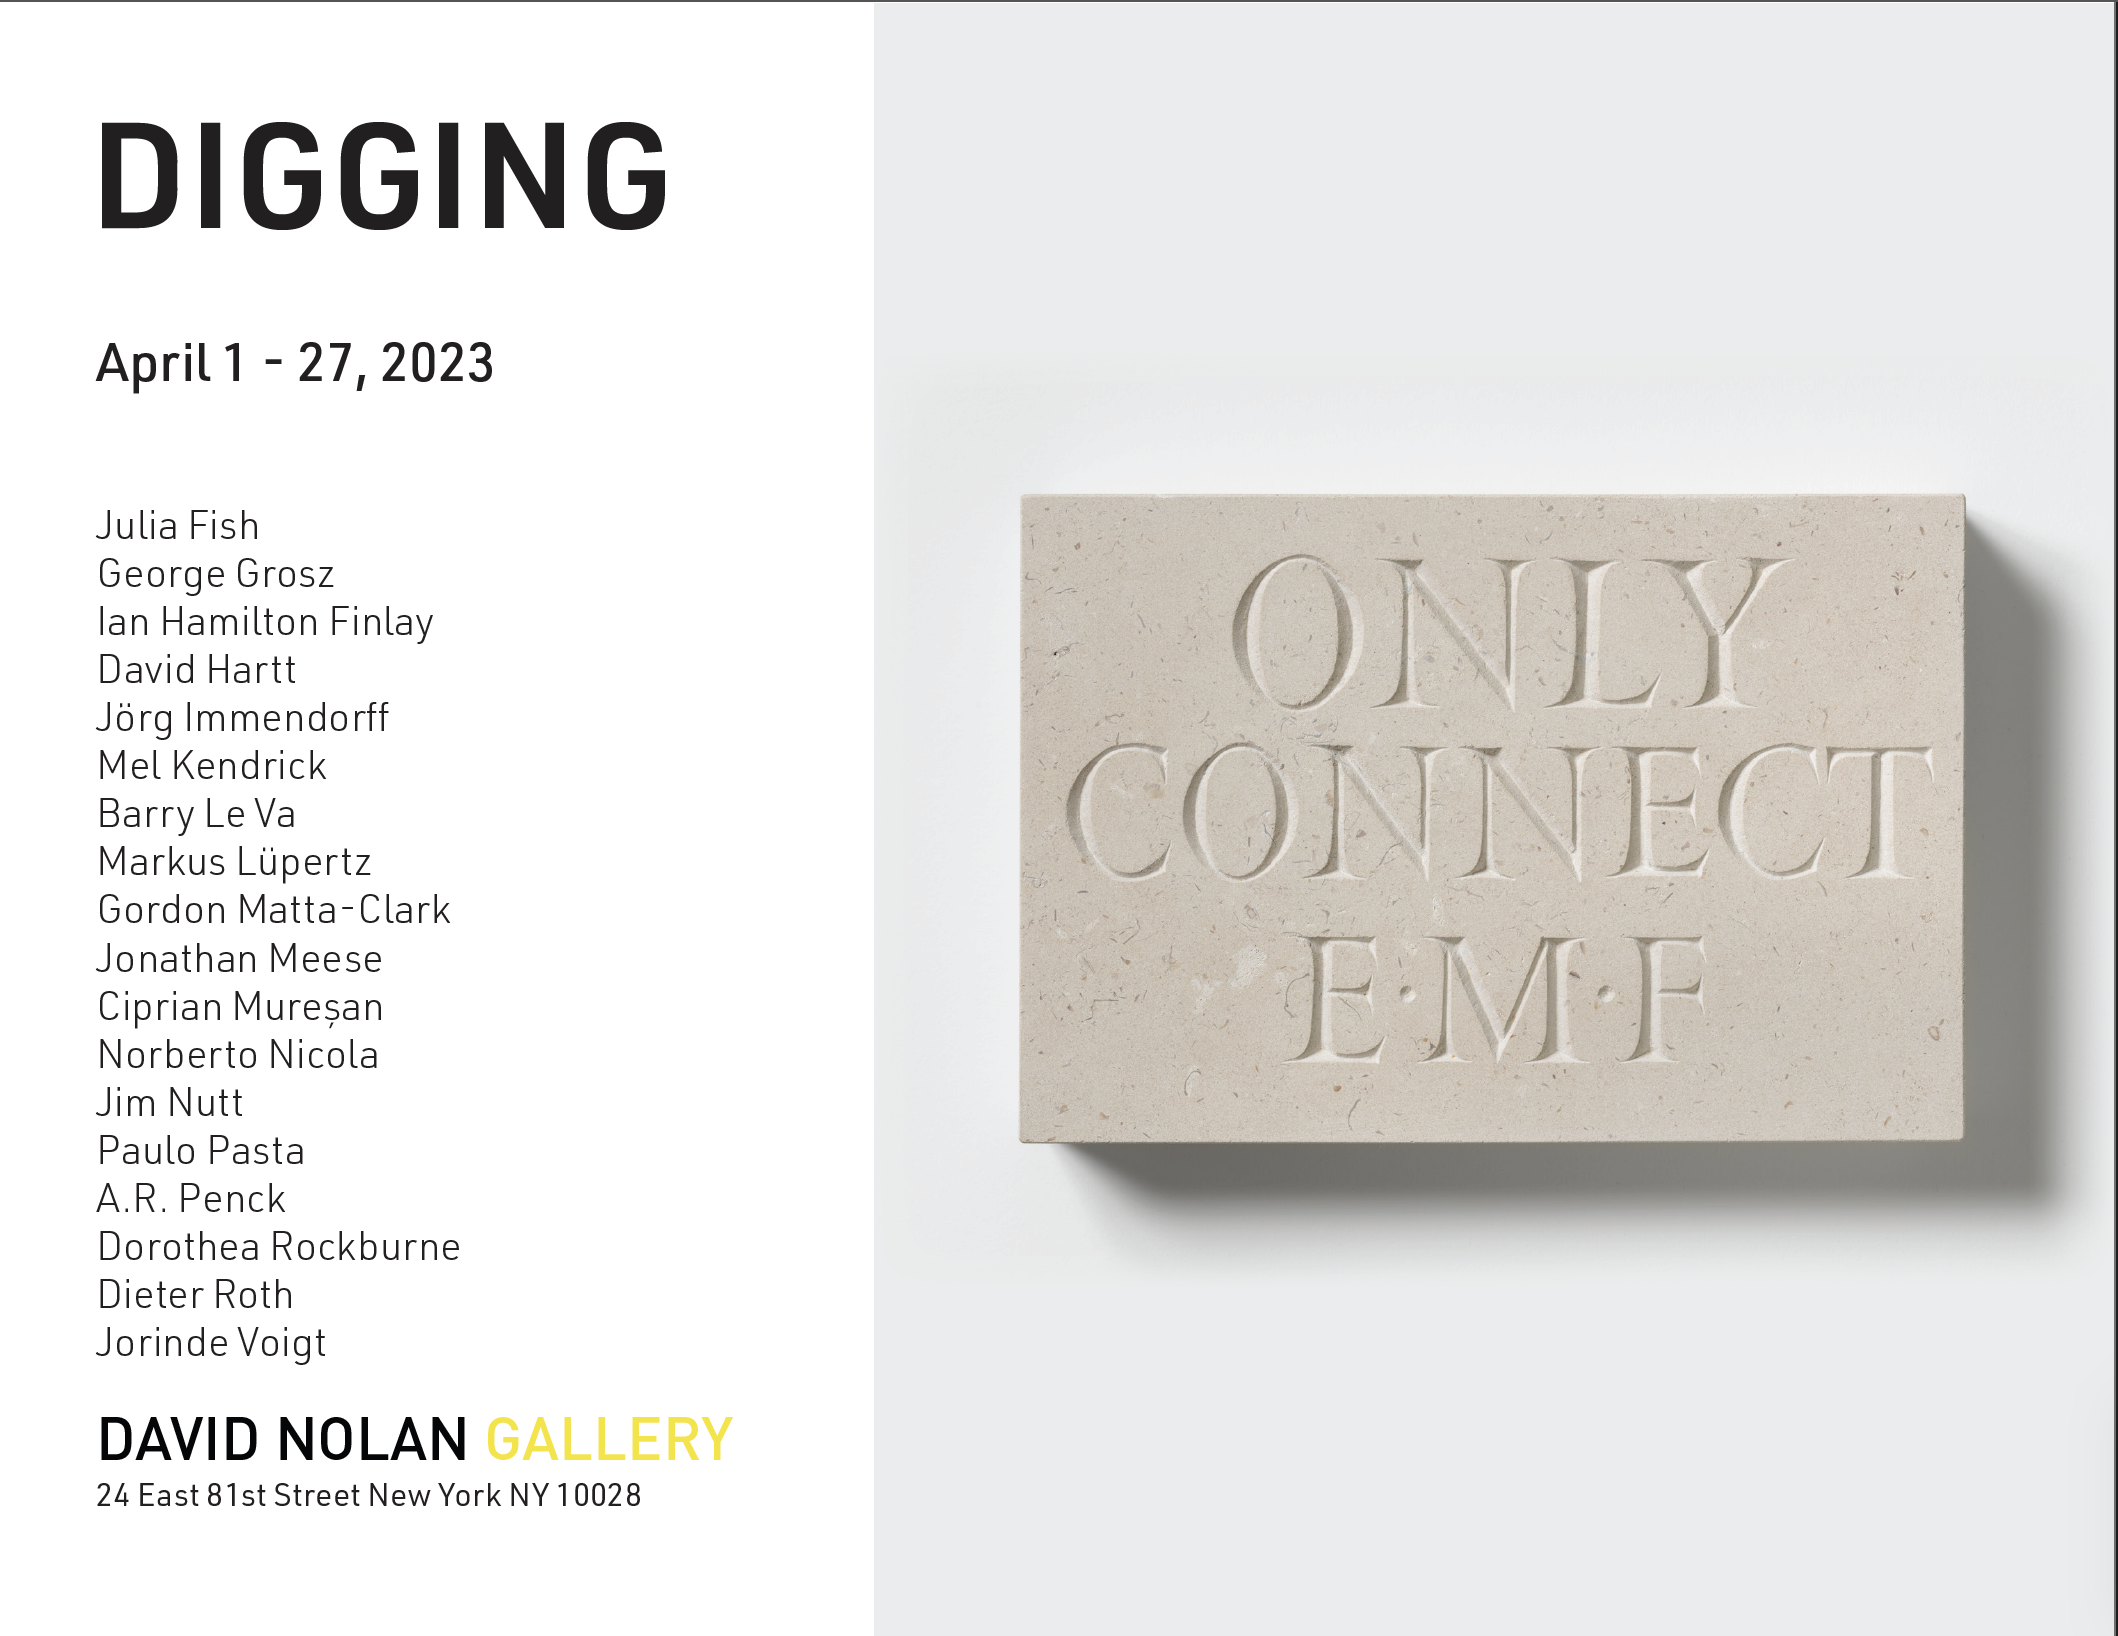 DIGGING
April 1 - 27, 2023
Julia Fish
George Grosz
Ian Hamilton Finlay
David Hartt
Jörg Immendorff
Mel Kendrick
Barry Le Va
Markus Lüpertz
Gordon Matta-Clark
Jonathan Meese
Ciprian Mureșan
Norberto Nicola
Jim Nutt
Paulo Pasta
A.R. Penck
Dorothea Rockburne
Dieter Roth
Jorinde Voigt
DAVID NOLAN GALLERY
24 East 81st Street New York NY 10028
ONLY
CONNECT
E·M·F